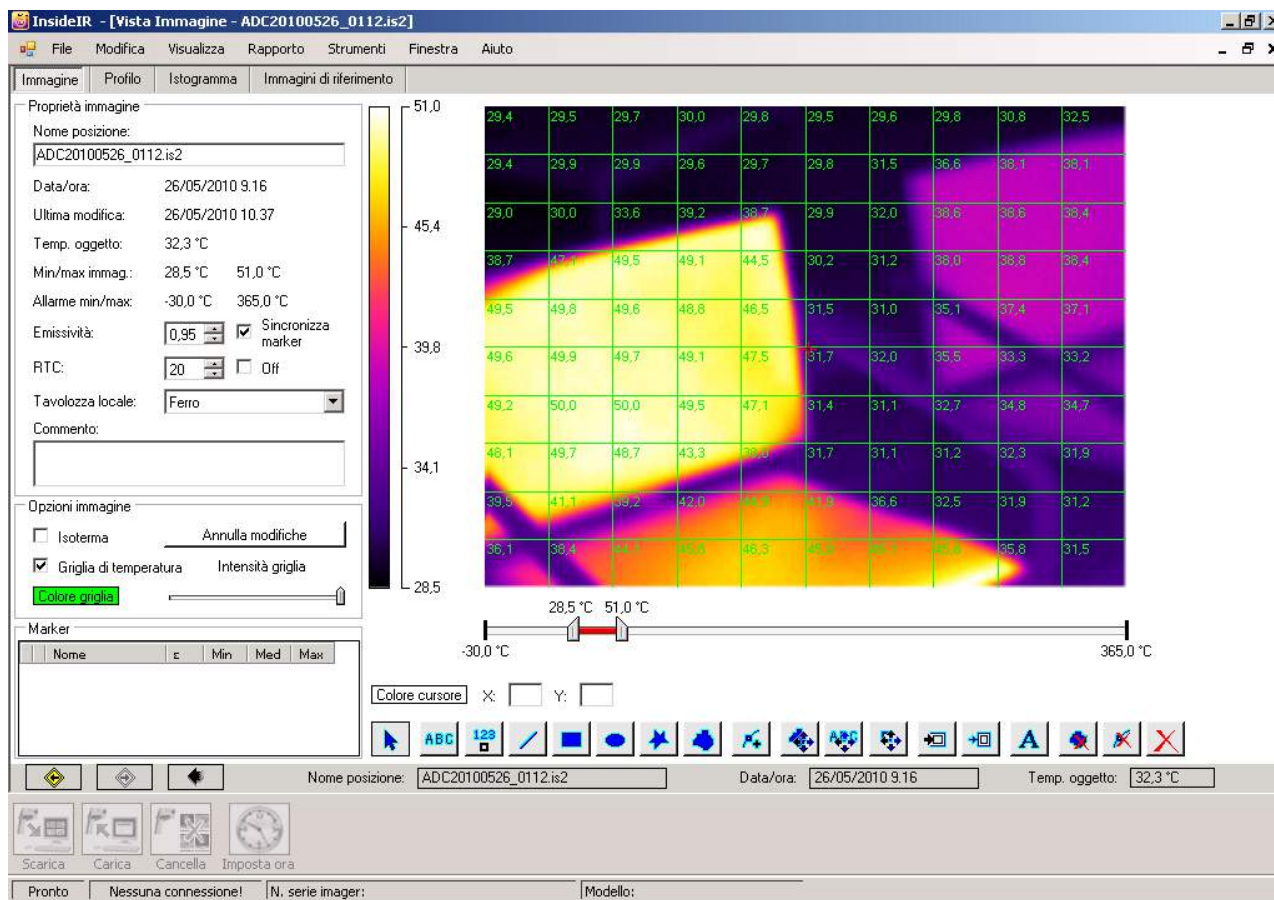 InsideIR - [Vista Immagine - ADC20100526_0112.is2]
File Modifica Visualizza Rapporto Strumenti Finestra Aiuto
Immagine Profilo Istogramma Immagini di riferimento
Proprietà immagine
Nome posizione:
ADC20100526_0112.is2
Data/ora: 26/05/2010 9.16
Ultima modifica: 26/05/2010 10.37
Temp. oggetto: 32,3 °C
Min/max immag.: 28,5 °C 51,0 °C
Allarme min/max: -30,0 °C 365,0 °C
Emissività: 0,95 Sincronizza marker
RTC: 20 Off
Tavolozza locale: Ferro
Commento:
Opzioni immagine
Isoterma Annulla modifiche
Griglia di temperatura Intensità griglia
Colore griglia
Marker
Nome ε Min Med Max
51,0
45,4
39,8
34,1
28,5
29,4 29,5 29,7 30,0 29,8 29,5 29,6 29,8 30,8 32,5
29,4 29,9 29,9 29,6 29,7 29,8 31,5 36,6 38,1 38,1
29,0 30,0 33,6 39,2 38,7 29,9 32,0 38,6 38,6 38,4
38,7 47,1 49,5 49,1 44,5 30,2 31,2 38,0 38,8 38,4
49,5 49,8 49,6 48,8 46,5 31,5 31,0 35,1 37,4 37,1
49,6 49,9 49,7 49,1 47,5 31,7 32,0 35,5 33,3 33,2
49,2 50,0 50,0 49,5 47,1 31,4 31,1 32,7 34,8 34,7
48,1 49,7 48,7 43,3 31,7 31,1 31,2 32,3 31,9
39,5 41,1 39,2 42,0 36,6 32,5 31,9 31,2
36,1 38,4 46,3 35,8 31,5
28,5 °C 51,0 °C
-30,0 °C 365,0 °C
Colore cursore X: Y:
ABC 123 ABC A
Nome posizione: ADC20100526_0112.is2 Data/ora: 26/05/2010 9.16 Temp. oggetto: 32,3 °C
Scarica Carica Cancella Imposta ora
Pronto Nessuna connessione! N. serie imager: Modello: